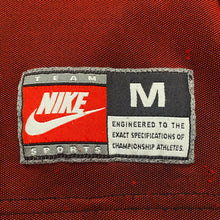 TEAM
NIKE
SPORTS
M
ENGINEERED TO THE
EXACT SPECIFICATIONS OF
CHAMPIONSHIP ATHLETES.